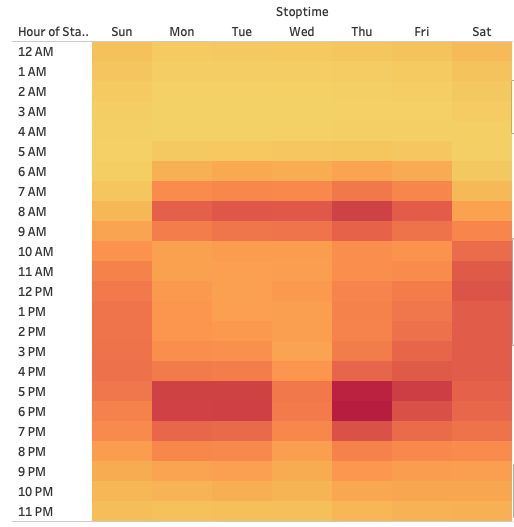 Stoptime
Hour of Sta.. Sun Mon Tue Wed Thu Fri Sat
12 AM
1 AM
2 AM
3 AM
4 AM
5 AM
6 AM
7 AM
8 AM
9 AM
10 AM
11 AM
12 PM
1 PM
2 PM
3 PM
4 PM
5 PM
6 PM
7 PM
8 PM
9 PM
10 PM
11 PM